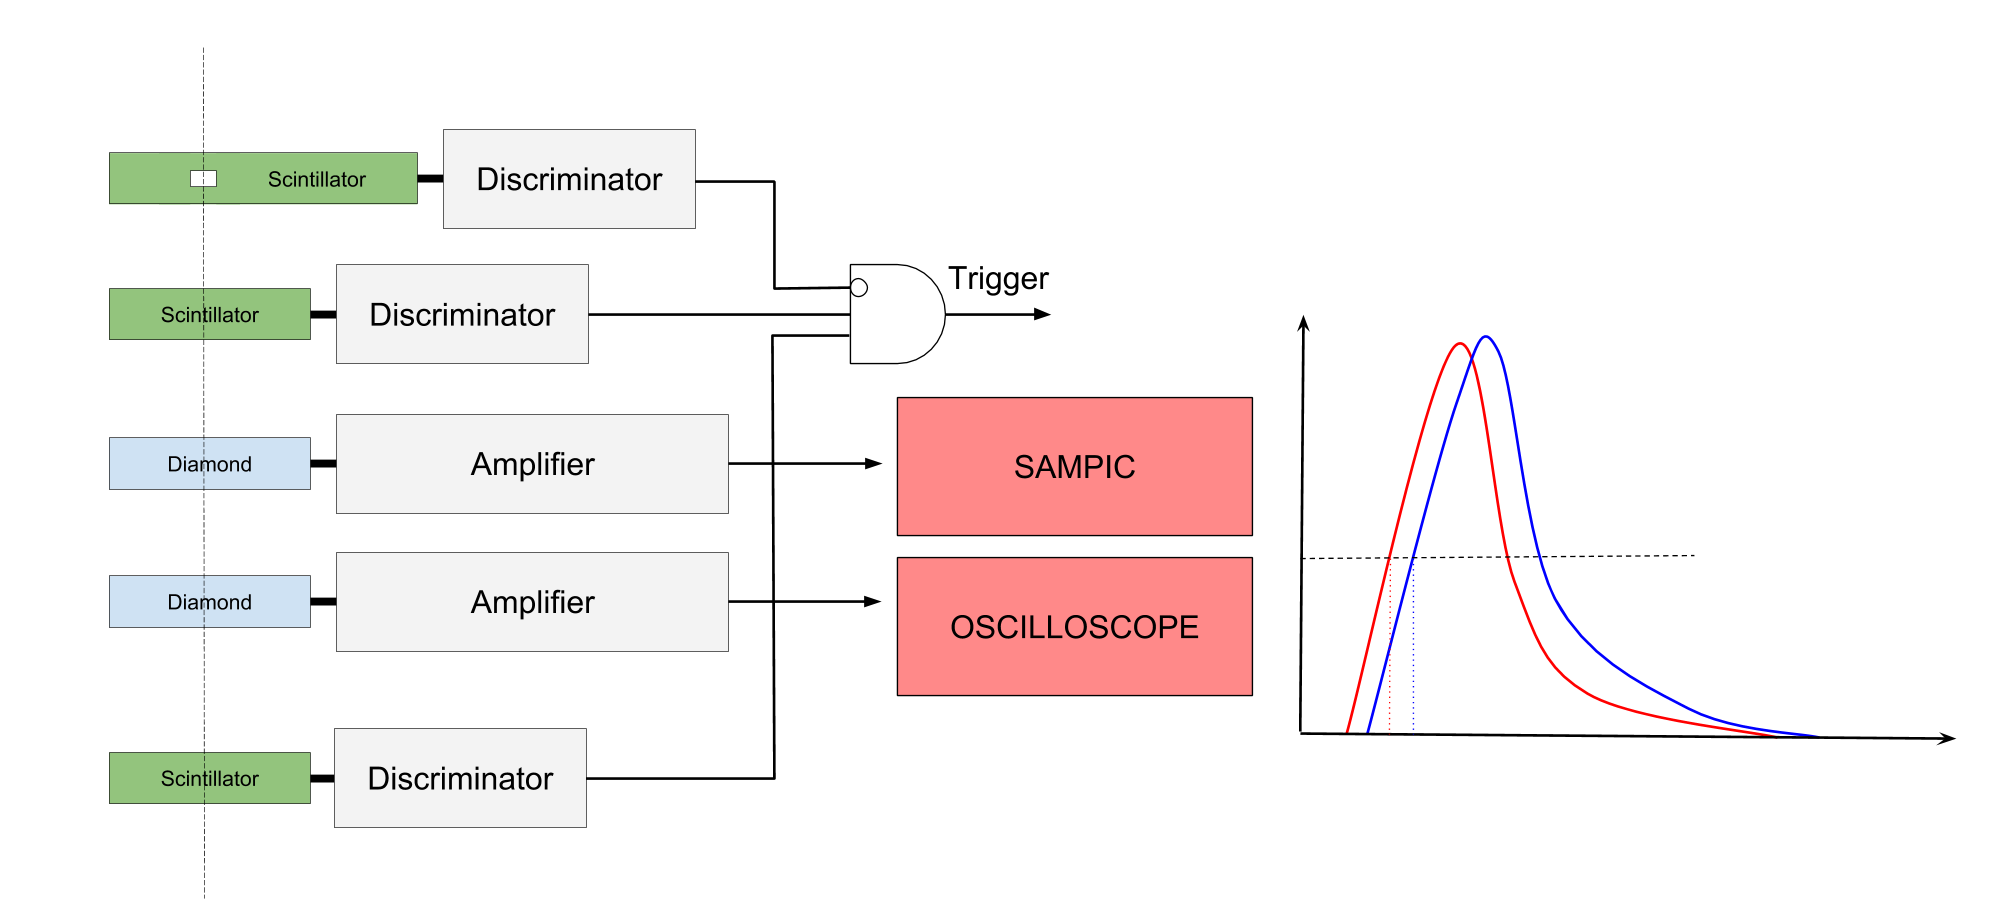 Scintillator
Discriminator
Trigger
Scintillator
Discriminator
Diamond
Amplifier
SAMPIC
Diamond
Amplifier
OSCILLOSCOPE
Scintillator
Discriminator